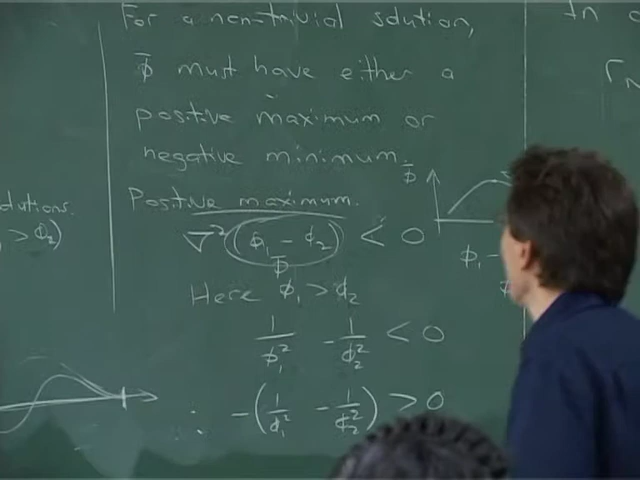 For a non-trivial solution,
Φ̄ must have either a
positive maximum or
negative minimum.
Positive maximum.
∇²(ϕ₁ - ϕ₂) < 0
Φ̄
Here ϕ₁ > ϕ₂
1/ϕ₁² - 1/ϕ₂² < 0
∴ -(1/ϕ₁² - 1/ϕ₂²) > 0
Φ̄
ϕ₁ -
> ϕ₂)
In